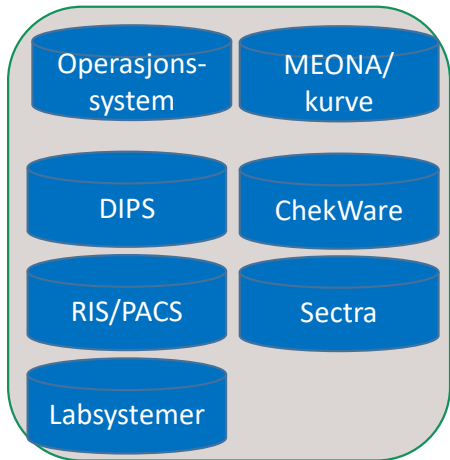 Operasjons-
system
MEONA/
kurve
DIPS
ChekWare
RIS/PACS
Sectra
Labsystemer